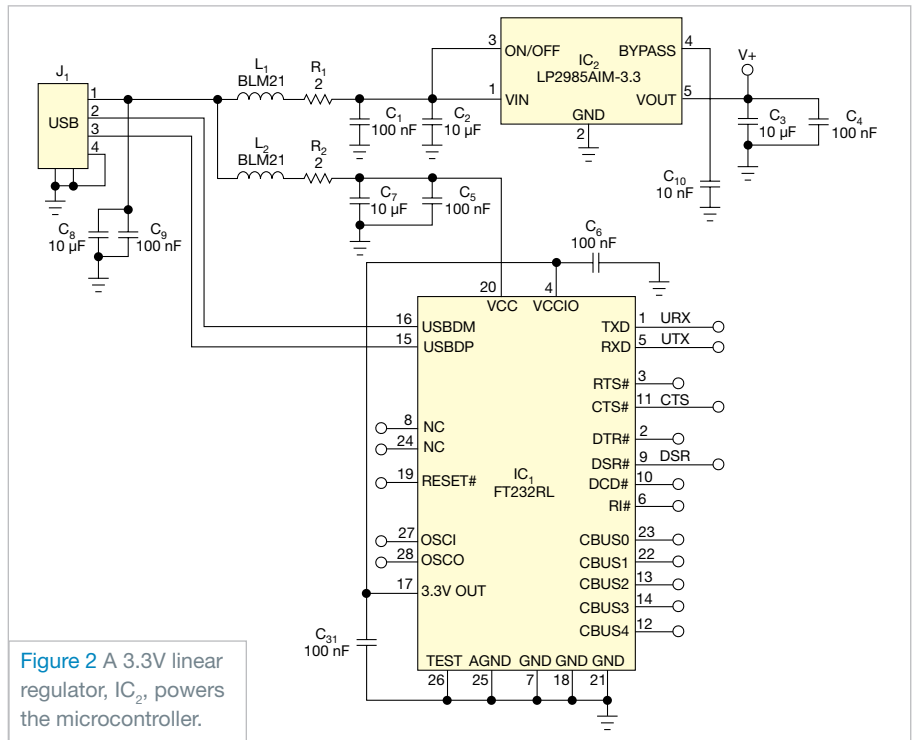 J1
USB
1
2
3
4
L1
BLM21
R1
2
L2
BLM21
R2
2
C1
100 nF
C2
10 µF
3
ON/OFF
BYPASS
4
IC2
LP2985AIM-3.3
1
VIN
VOUT
5
GND
2
V+
C3
10 µF
C4
100 nF
C10
10 nF
C7
10 µF
C5
100 nF
C8
10 µF
C9
100 nF
C6
100 nF
20
VCC
4
VCCIO
16
USBDM
15
USBDP
8
NC
24
NC
19
RESET#
27
OSCI
28
OSCO
17
3.3V OUT
IC1
FT232RL
TXD
1
URX
RXD
5
UTX
RTS#
3
CTS#
11
CTS
DTR#
2
DSR#
9
DSR
DCD#
10
RI#
6
CBUS0
23
CBUS1
22
CBUS2
13
CBUS3
14
CBUS4
12
C31
100 nF
TEST
26
AGND
25
GND
7
GND
18
GND
21
Figure 2 A 3.3V linear
regulator, IC2, powers
the microcontroller.